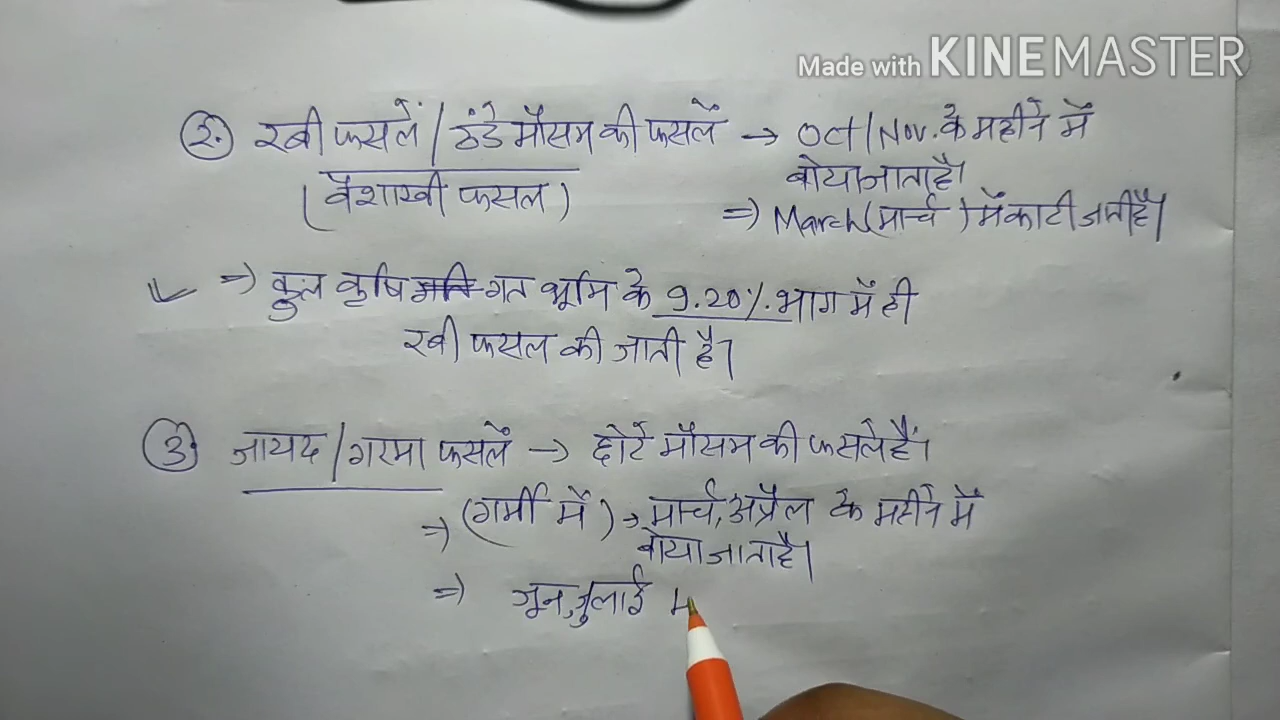 Made with KINEMASTER
२. रबी फसलें / ठंडे मौसम की फसलें → Oct/Nov. के महीने में
बोया जाता है।
(वैशाखी फसल)
⇒ March (मार्च) में काटी जाती है।
⇒ कुल कृषि गत भूमि के 9.20% भाग में ही
रबी फसल की जाती है।
3. जायद / गरमा फसलें → छोटे मौसम की फसले हैं।
⇒ (गर्मी में) → मार्च, अप्रैल के महीने में
बोया जाता है।
⇒ जून, जुलाई म